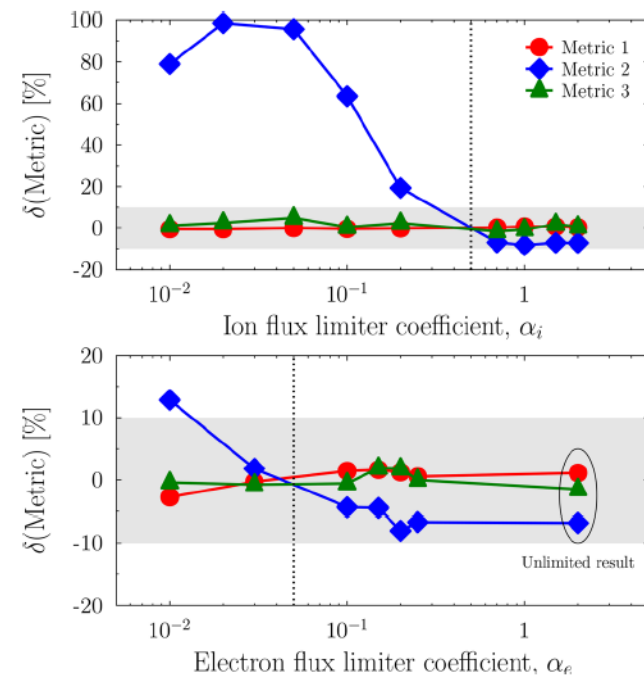 100
80
60
40
20
0
-20
δ(Metric) [%]
Metric 1
Metric 2
Metric 3
10⁻²
10⁻¹
1
Ion flux limiter coefficient, αᵢ
20
10
0
-10
-20
δ(Metric) [%]
Unlimited result
10⁻²
10⁻¹
1
Electron flux limiter coefficient, αₑ